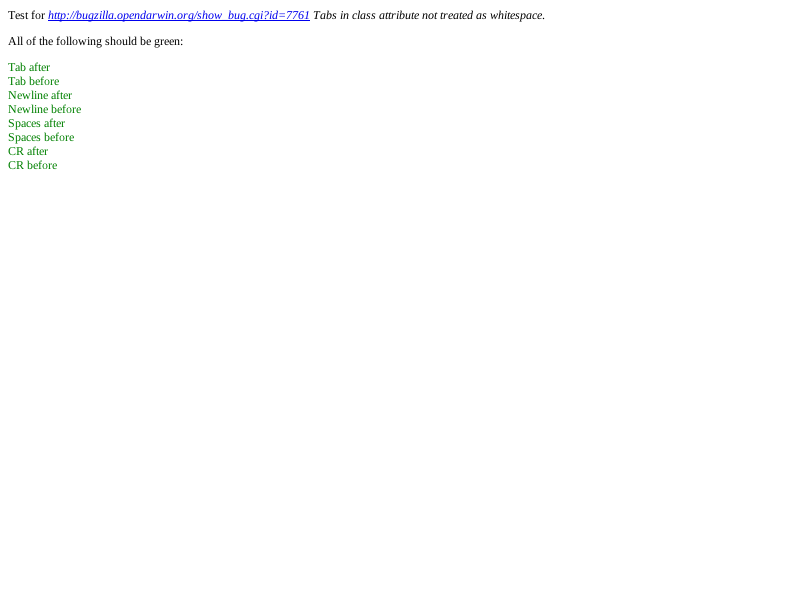 Test for http://bugzilla.opendarwin.org/show_bug.cgi?id=7761 Tabs in class attribute not treated as whitespace.
All of the following should be green:
Tab after
Tab before
Newline after
Newline before
Spaces after
Spaces before
CR after
CR before